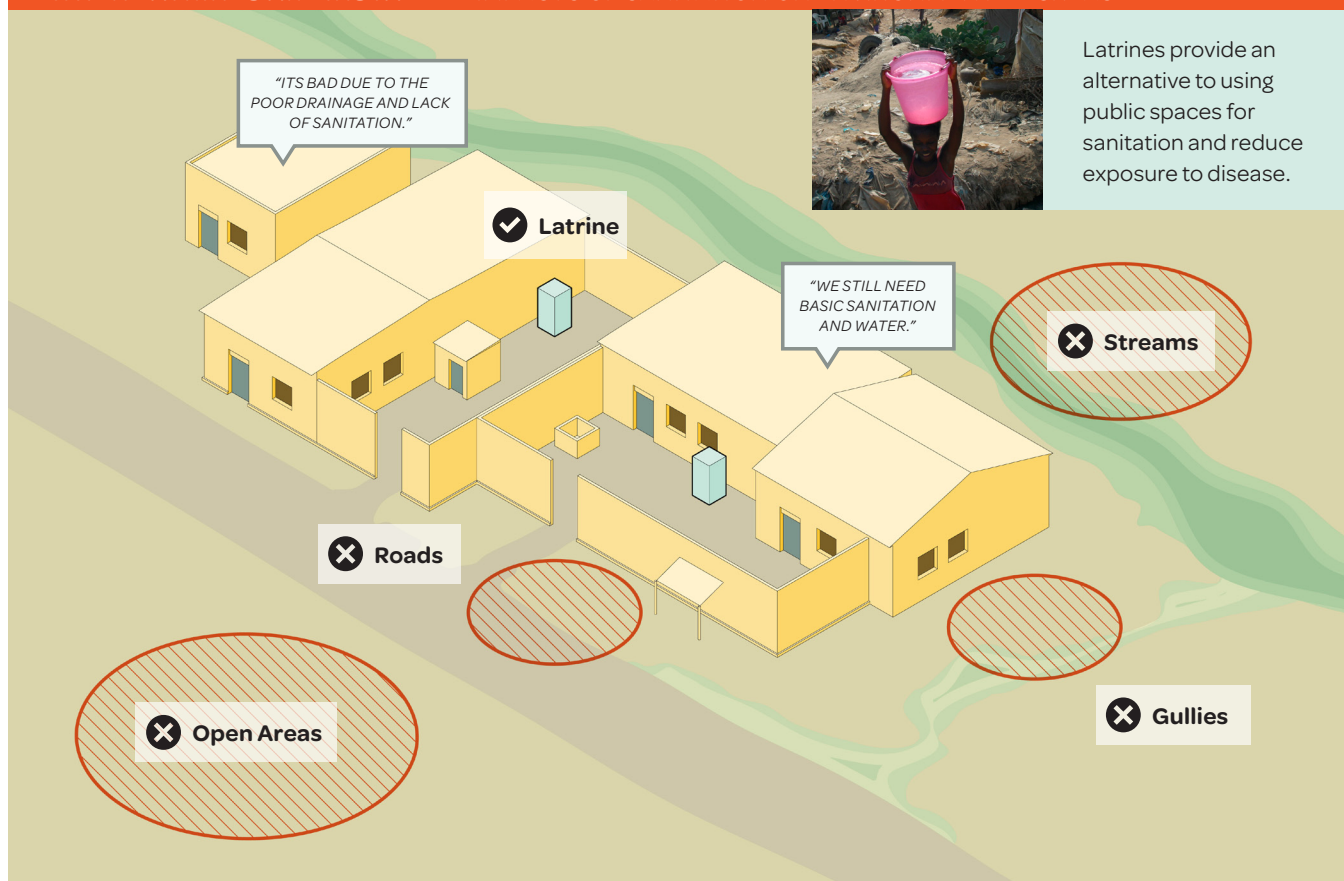 "ITS BAD DUE TO THE
POOR DRAINAGE AND LACK
OF SANITATION."
Latrines provide an
alternative to using
public spaces for
sanitation and reduce
exposure to disease.
Latrine
"WE STILL NEED
BASIC SANITATION
AND WATER."
Streams
Roads
Open Areas
Gullies